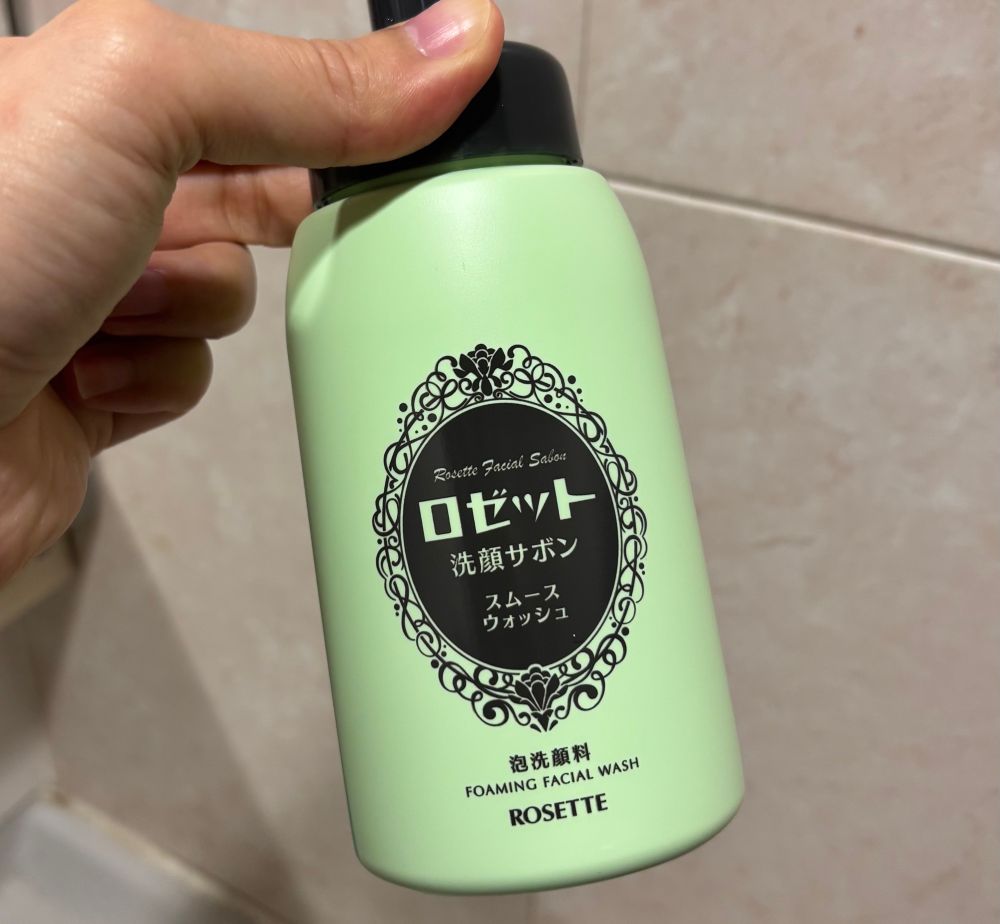 Rosette Facial Sabon
ロゼット
洗顔サボン
スムース
ウォッシュ
泡洗顔料
FOAMING FACIAL WASH
ROSETTE